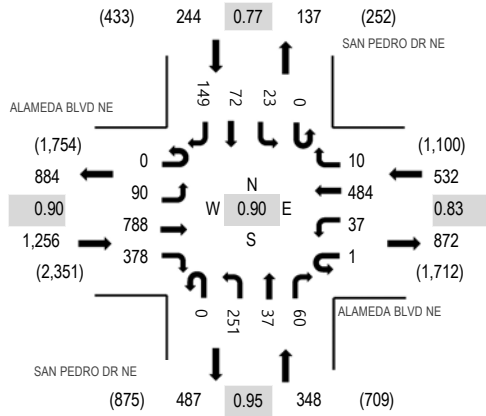 (433) 244 0.77 137 (252)
SAN PEDRO DR NE
149 72 23 0
ALAMEDA BLVD NE
(1,754) 0 10 (1,100)
884 90 N 484 532
0.90 W 0.90 E 0.83
1,256 788 S 37 872
(2,351) 378 1 (1,712)
0 251 37 60
ALAMEDA BLVD NE
SAN PEDRO DR NE
(875) 487 0.95 348 (709)